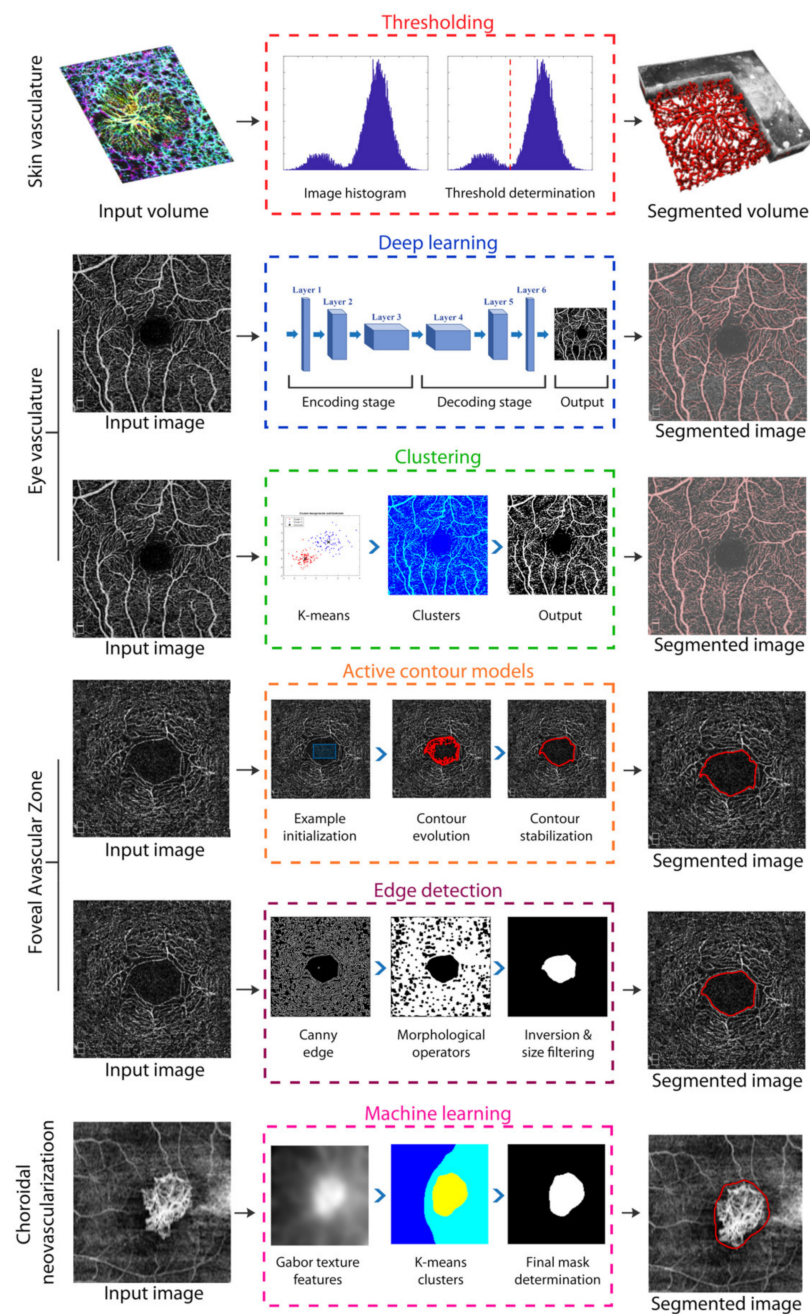 Thresholding
Skin vasculature
Image histogram
Threshold determination
Input volume
Segmented volume
Deep learning
Eye vasculature
Layer 1
Layer 2
Layer 3
Layer 4
Layer 5
Layer 6
Encoding stage
Decoding stage
Output
Input image
Segmented image
Clustering
K-means
Clusters
Output
Input image
Segmented image
Active contour models
Foveal Avascular Zone
Example
initialization
Contour
evolution
Contour
stabilization
Input image
Segmented image
Edge detection
Canny
edge
Morphological
operators
Inversion &
size filtering
Input image
Segmented image
Machine learning
Choroidal
neovascularizatioon
Gabor texture
features
K-means
clusters
Final mask
determination
Input image
Segmented image